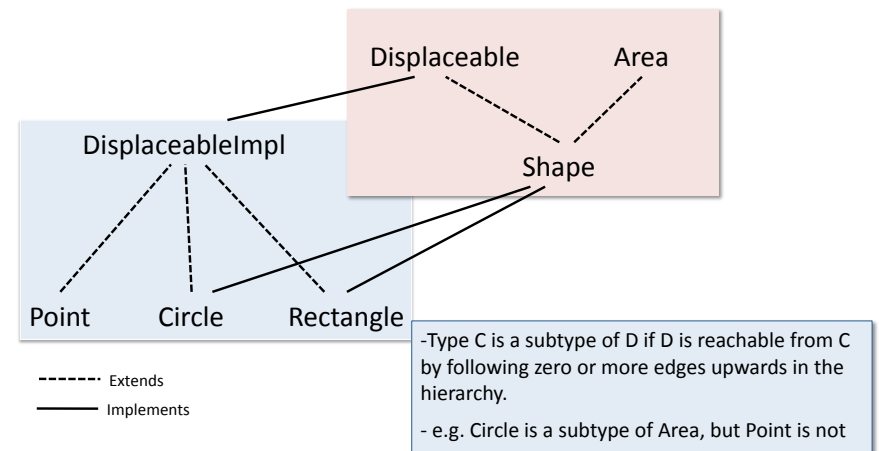 Displaceable Area
DisplaceableImpl
Shape
Point Circle Rectangle
Extends
Implements
-Type C is a subtype of D if D is reachable from C
by following zero or more edges upwards in the
hierarchy.
- e.g. Circle is a subtype of Area, but Point is not